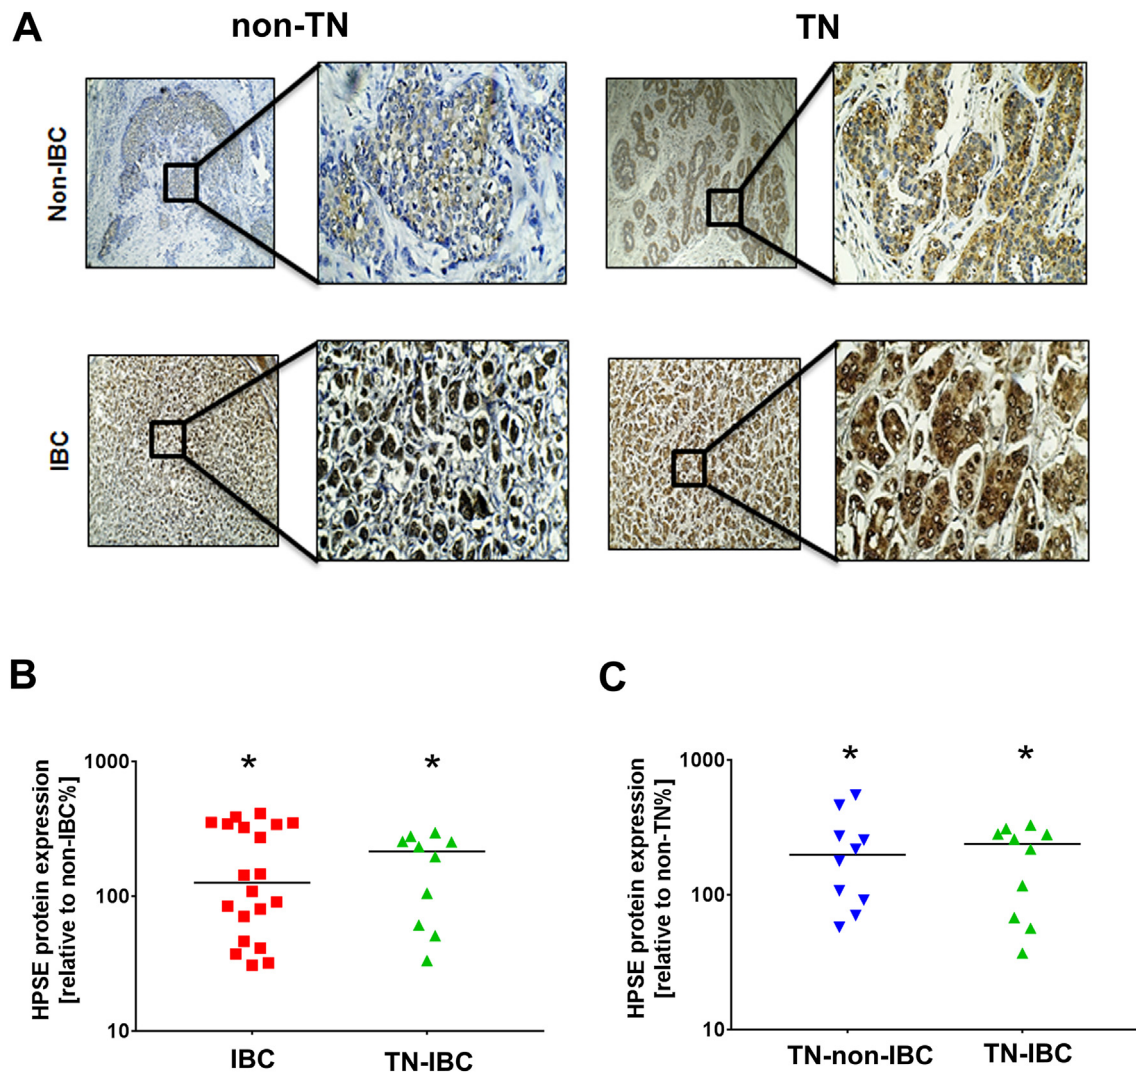 A
non-TN
TN
Non-IBC
IBC
B
HPSE protein expression
[relative to non-IBC%]
1000
100
10
*
*
IBC
TN-IBC
C
HPSE protein expression
[relative to non-TN%]
1000
100
10
*
*
TN-non-IBC
TN-IBC